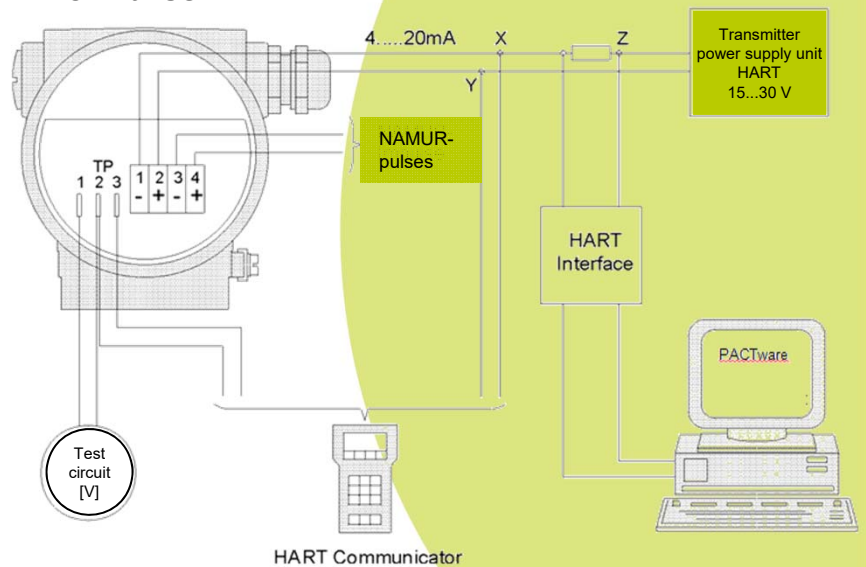 4.....20mA
X
Z
Y
Transmitter
power supply unit
HART
15...30 V
NAMUR-
pulses
TP
1 2 3
1 2 3 4
- + - +
HART
Interface
PACTware
Test
circuit
[V]
HART Communicator